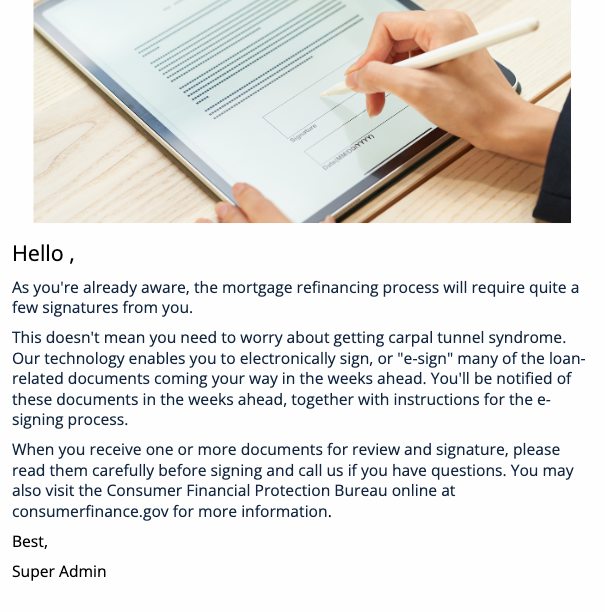 Signature
Hello ,
As you're already aware, the mortgage refinancing process will require quite a
few signatures from you.
This doesn't mean you need to worry about getting carpal tunnel syndrome.
Our technology enables you to electronically sign, or "e-sign" many of the loan-
related documents coming your way in the weeks ahead. You'll be notified of
these documents in the weeks ahead, together with instructions for the e-
signing process.
When you receive one or more documents for review and signature, please
read them carefully before signing and call us if you have questions. You may
also visit the Consumer Financial Protection Bureau online at
consumerfinance.gov for more information.
Best,
Super Admin